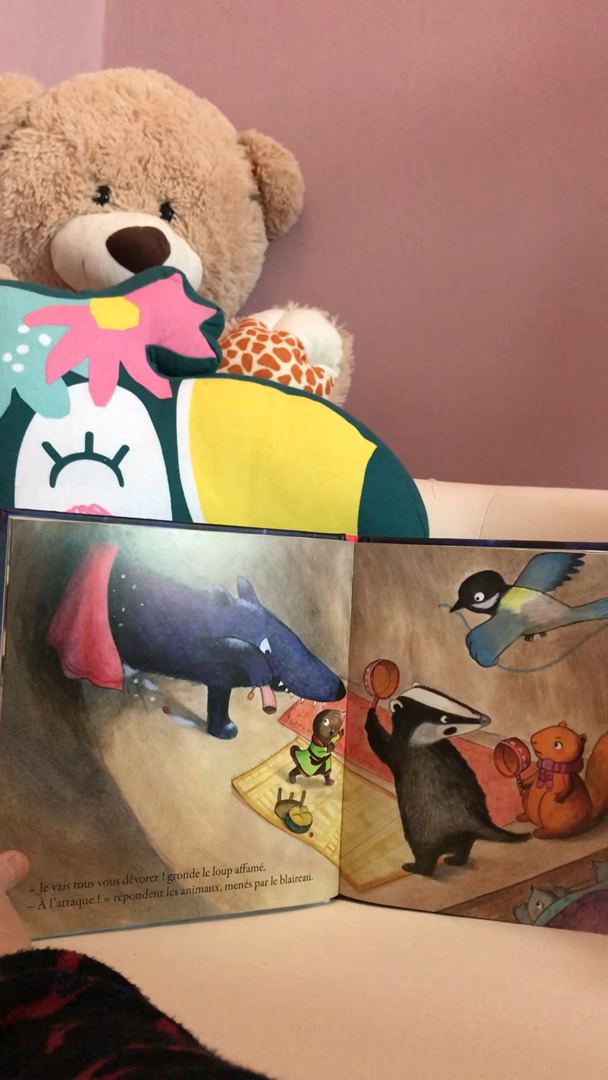 « Je vais tous vous dévorer ! gronde le loup affamé.
– À l'attaque ! » répondent les animaux, menés par le blaireau.